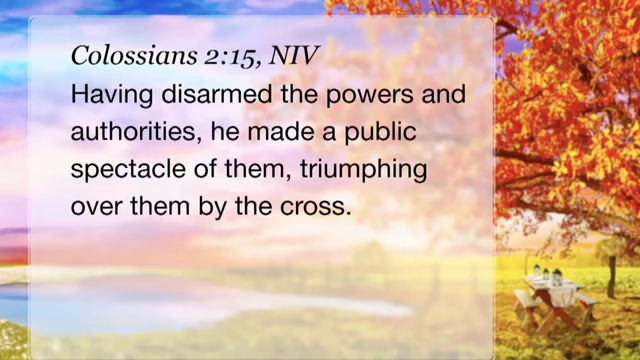 Colossians 2:15, NIV
Having disarmed the powers and
authorities, he made a public
spectacle of them, triumphing
over them by the cross.